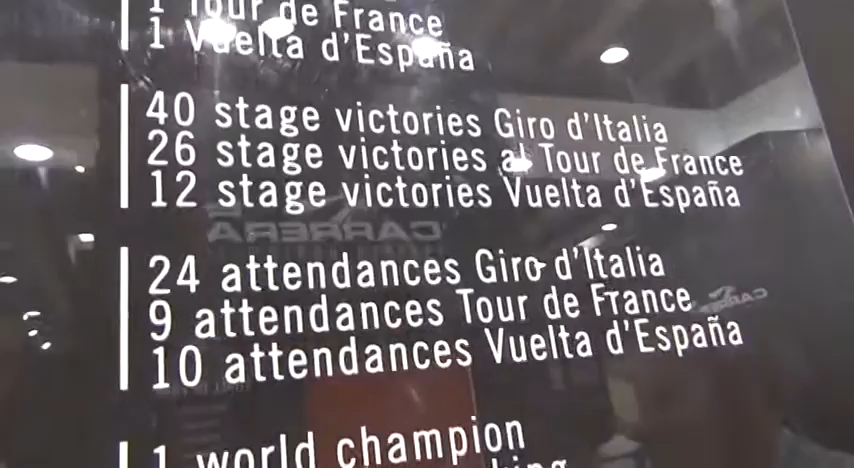 1 Tour de France
1 Vuelta d'España
40 stage victories Giro d'Italia
26 stage victories al Tour de France
12 stage victories Vuelta d'España
CARRERA
24 attendances Giro d'Italia
9 attendances Tour de France
10 attendances Vuelta d'España
CARRERA
1 world champion